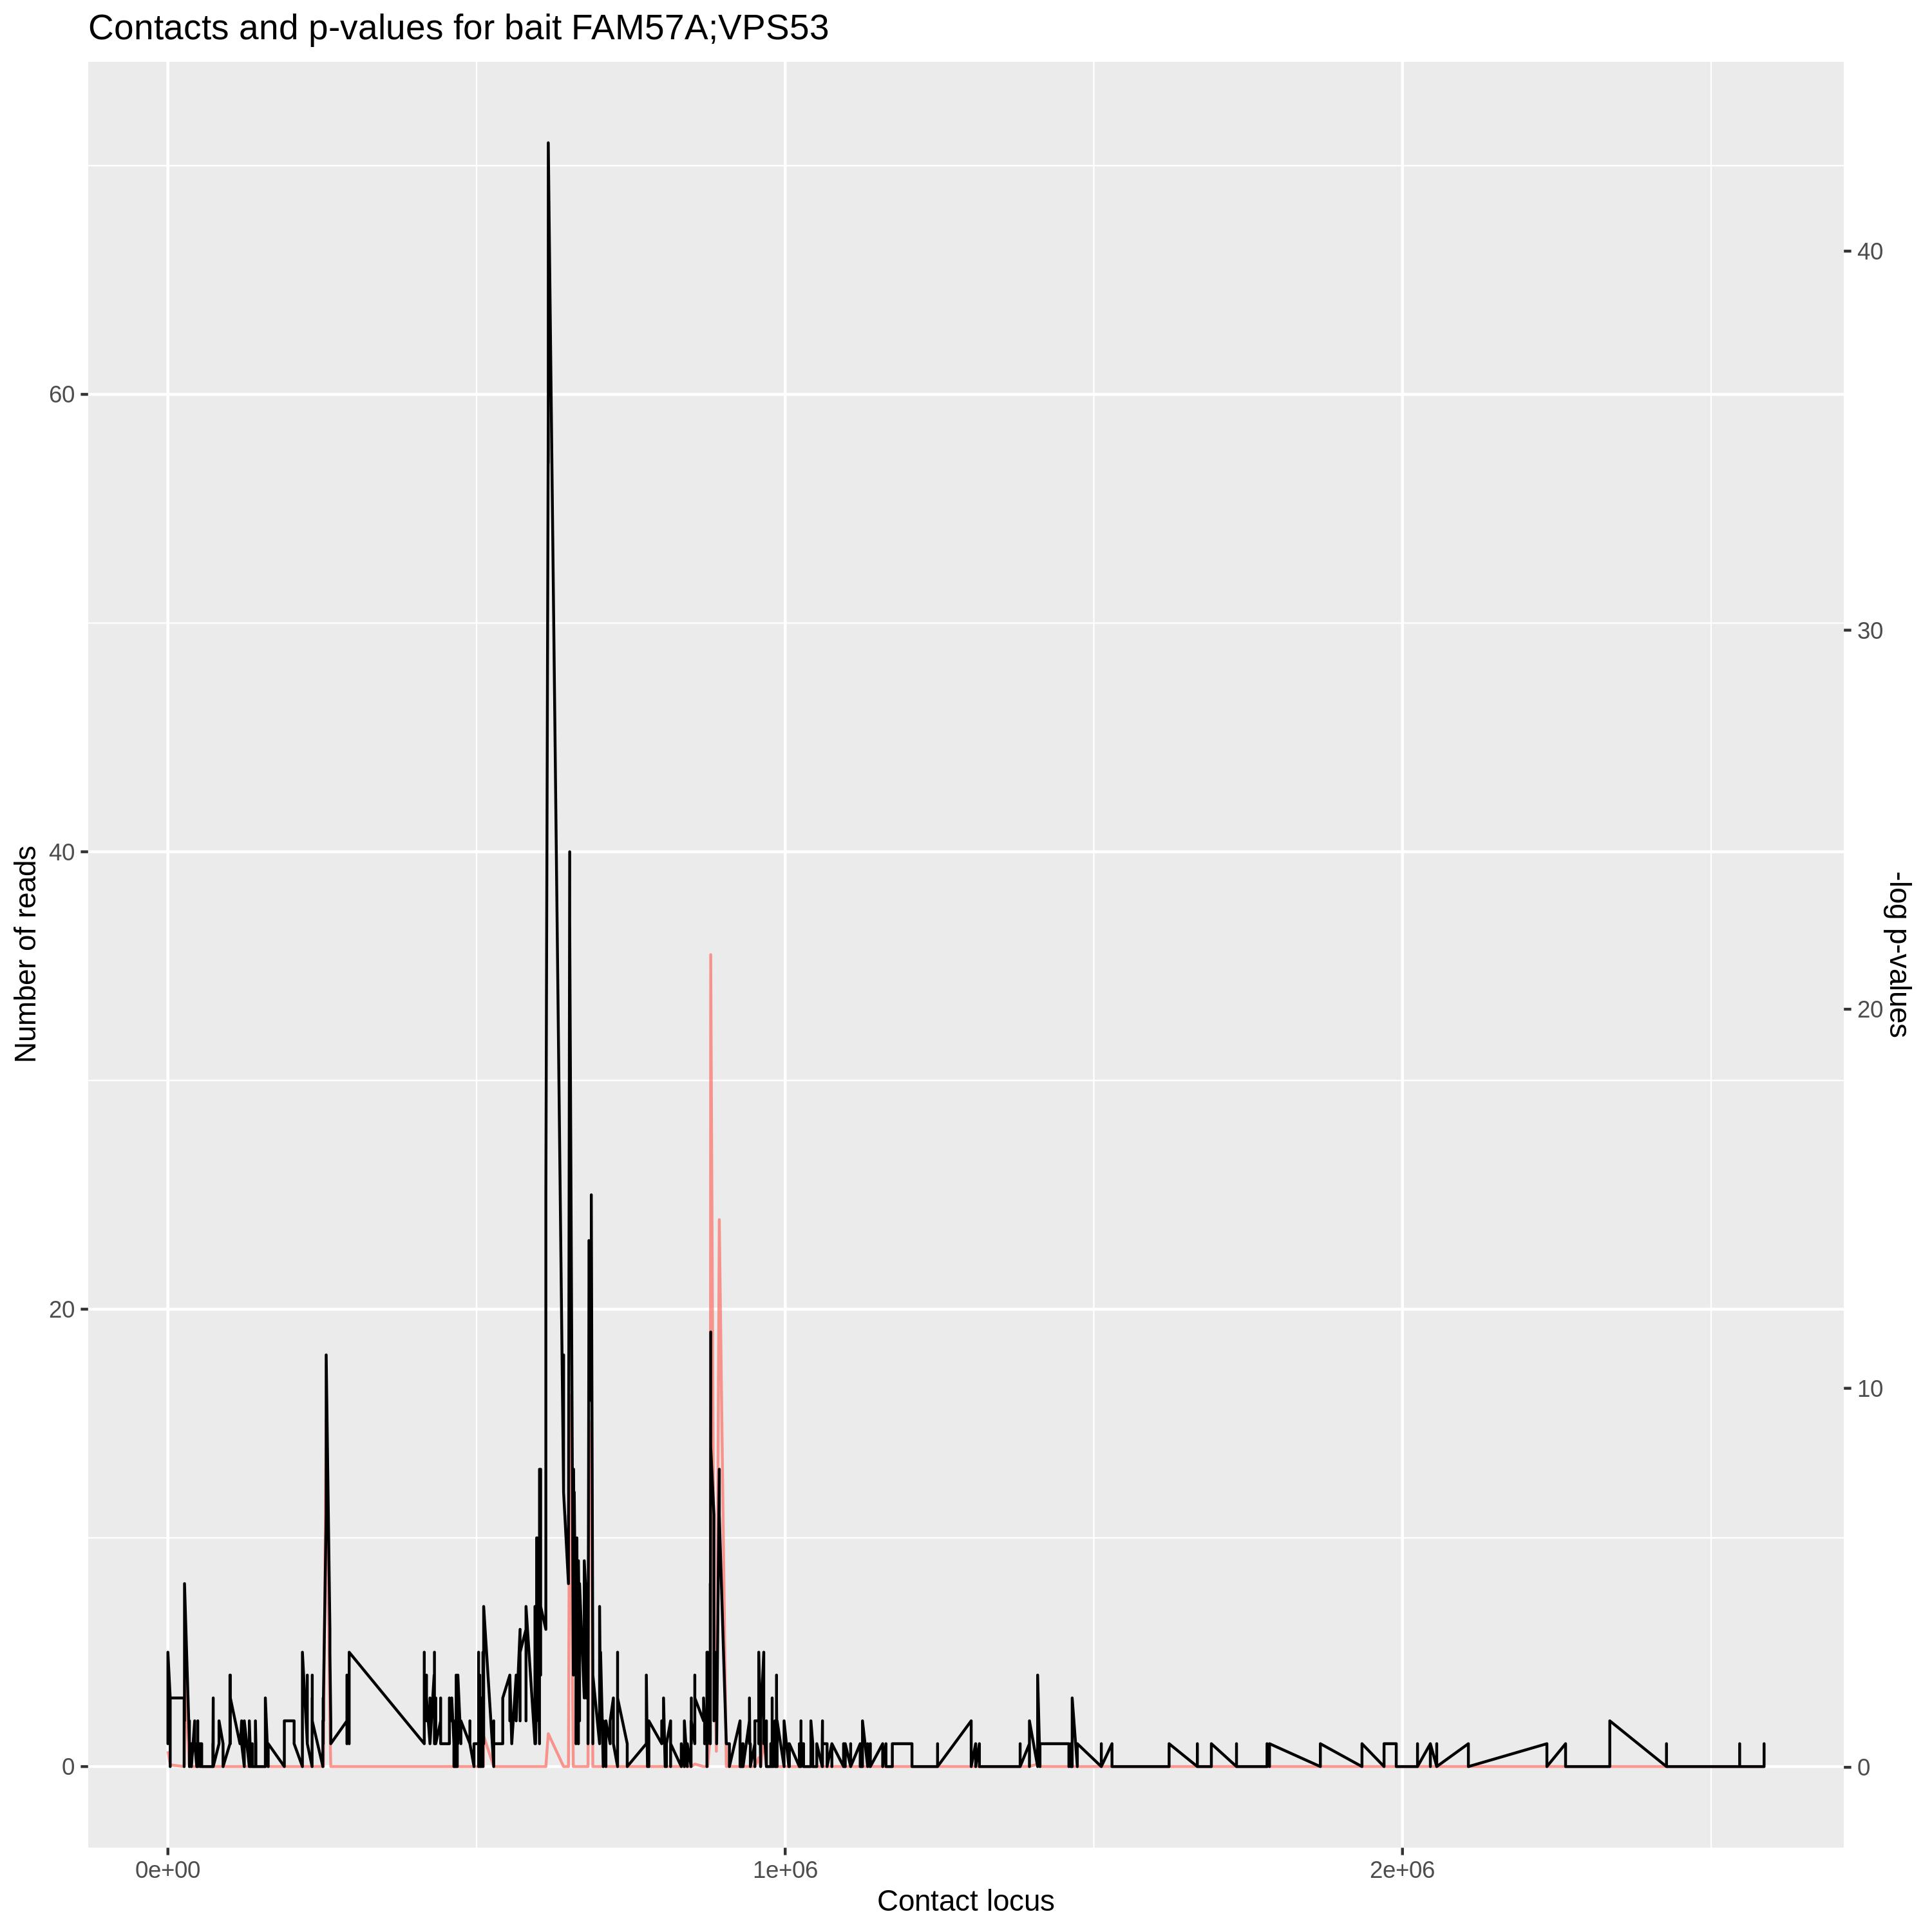 Contacts and p-values for bait FAM57A;VPS53
Number of reads
60
40
20
0
40
30
20
10
0
-log p-values
0e+00
1e+06
2e+06
Contact locus